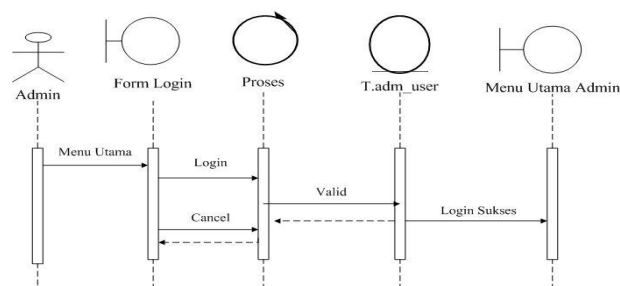 Admin
Form Login
Proses
T.adm_user
Menu Utama Admin
Menu Utama
Login
Valid
Cancel
Login Sukses